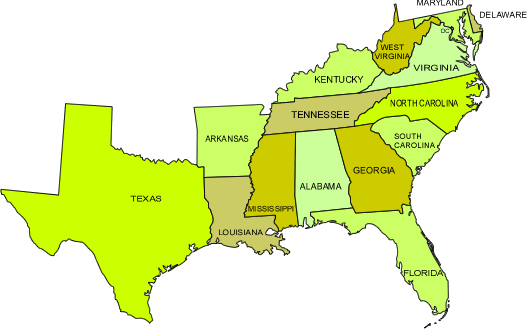 MARYLAND
DELAWARE
DC
WEST
VIRGINIA
VIRGINIA
KENTUCKY
NORTH CAROLINA
TENNESSEE
ARKANSAS
SOUTH
CAROLINA
GEORGIA
ALABAMA
TEXAS
MISSISSIPPI
LOUISIANA
FLORIDA